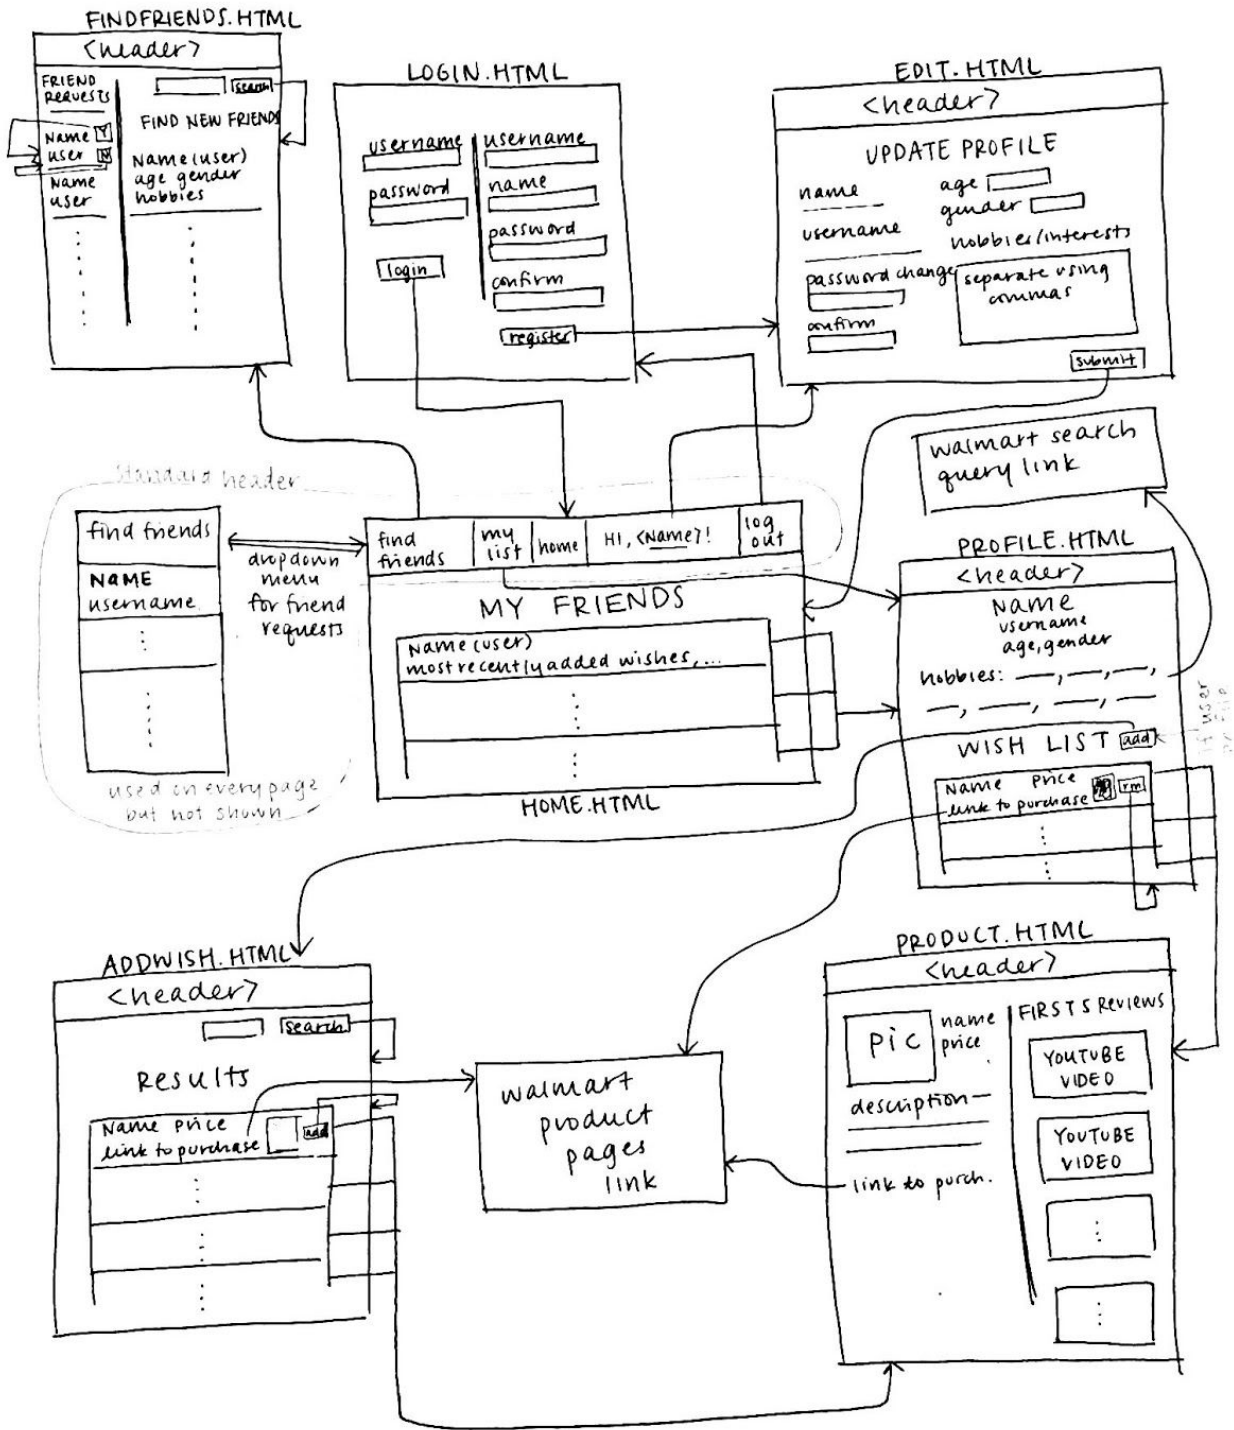 FINDFRIENDS.HTML
<header>
FRIEND
REQUESTS
Name Y
user N
Name
user
search
FIND NEW FRIENDS
Name(user)
age gender
hobbies
LOGIN.HTML
username
password
login
username
name
password
confirm
register
EDIT.HTML
<header>
UPDATE PROFILE
name
username
password change
confirm
age
gender
hobbies/interests
separate using
commas
submit
walmart search
query link
Standard header
find friends
NAME
username
dropdown
menu
for friend
requests
used on every page
but not shown
find
friends
my
list
home
HI, <Name>!
log
out
MY FRIENDS
Name(user)
most recently added wishes,...
HOME.HTML
PROFILE.HTML
<header>
Name
username
age, gender
hobbies:
if user
WISH LIST add
Name Price
link to purchase rm
ADDWISH.HTML
<header>
search
Results
Name Price
link to purchase add
walmart
product
pages
link
PRODUCT.HTML
<header>
pic
name
price
description
link to purch.
FIRST 5 Reviews
YOUTUBE
VIDEO
YOUTUBE
VIDEO